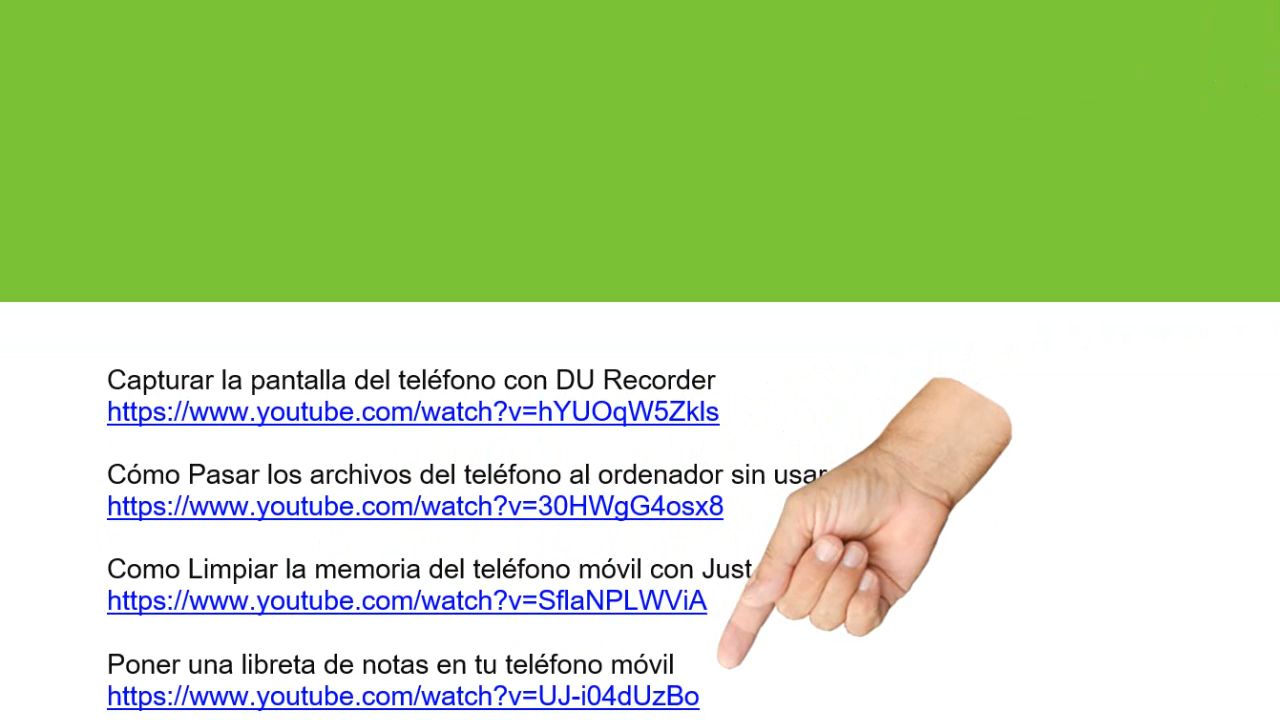 Capturar la pantalla del teléfono con DU Recorder
https://www.youtube.com/watch?v=hYUOqW5Zkls
Cómo Pasar los archivos del teléfono al ordenador sin usar
https://www.youtube.com/watch?v=30HWgG4osx8
Como Limpiar la memoria del teléfono móvil con Just
https://www.youtube.com/watch?v=SflaNPLWViA
Poner una libreta de notas en tu teléfono móvil
https://www.youtube.com/watch?v=UJ-i04dUzBo